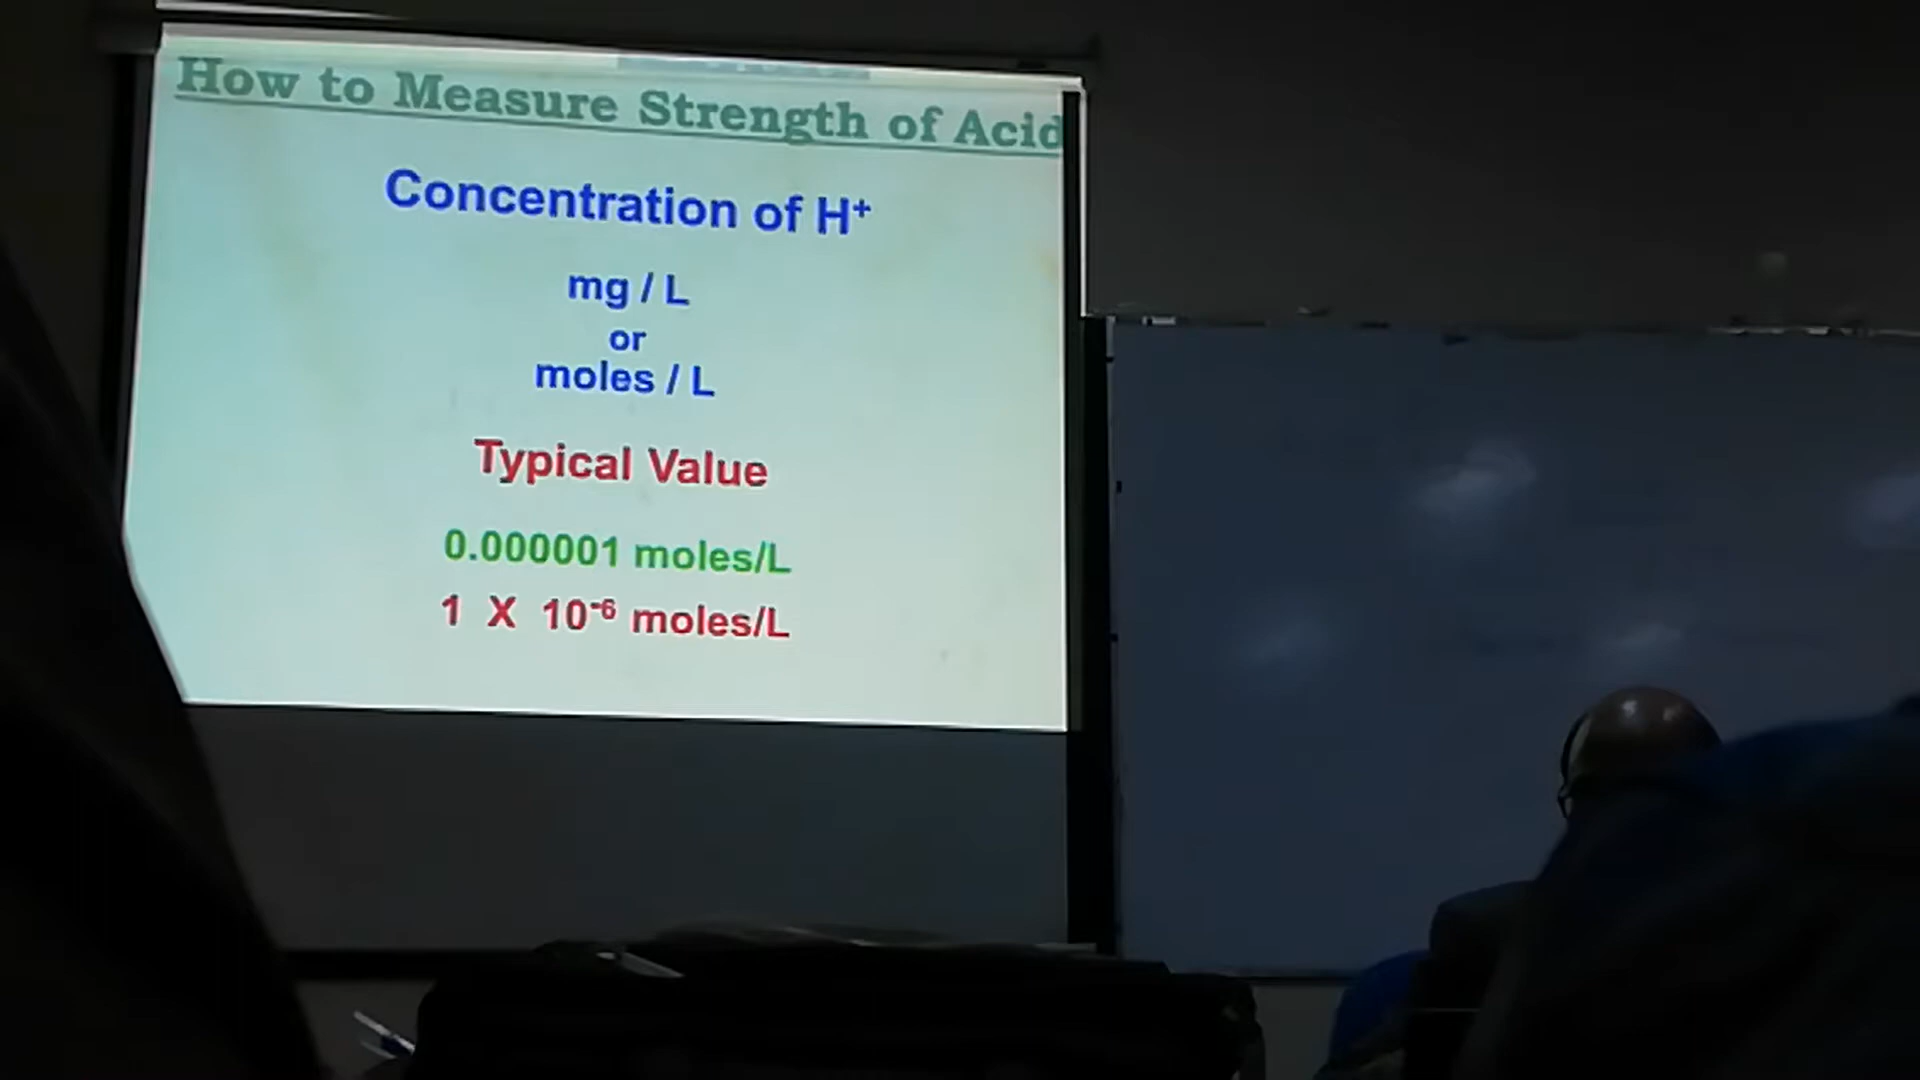 How to Measure Strength of Acid
Concentration of H⁺
mg / L
or
moles / L
Typical Value
0.000001 moles/L
1 X 10⁻⁶ moles/L